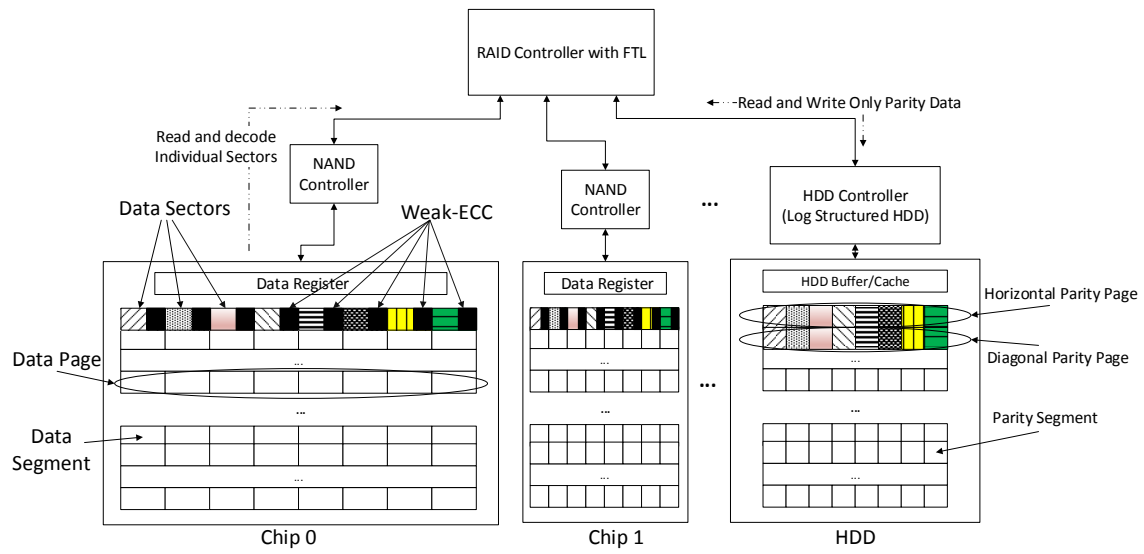 RAID Controller with FTL
Read and Write Only Parity Data
Read and decode
Individual Sectors
NAND
Controller
NAND
Controller
...
HDD Controller
(Log Structured HDD)
Data Sectors
Weak-ECC
Data Register
Data Register
HDD Buffer/Cache
Horizontal Parity Page
Diagonal Parity Page
Data Page
...
...
...
...
...
...
...
Data
Segment
Parity Segment
...
...
...
Chip 0
Chip 1
HDD